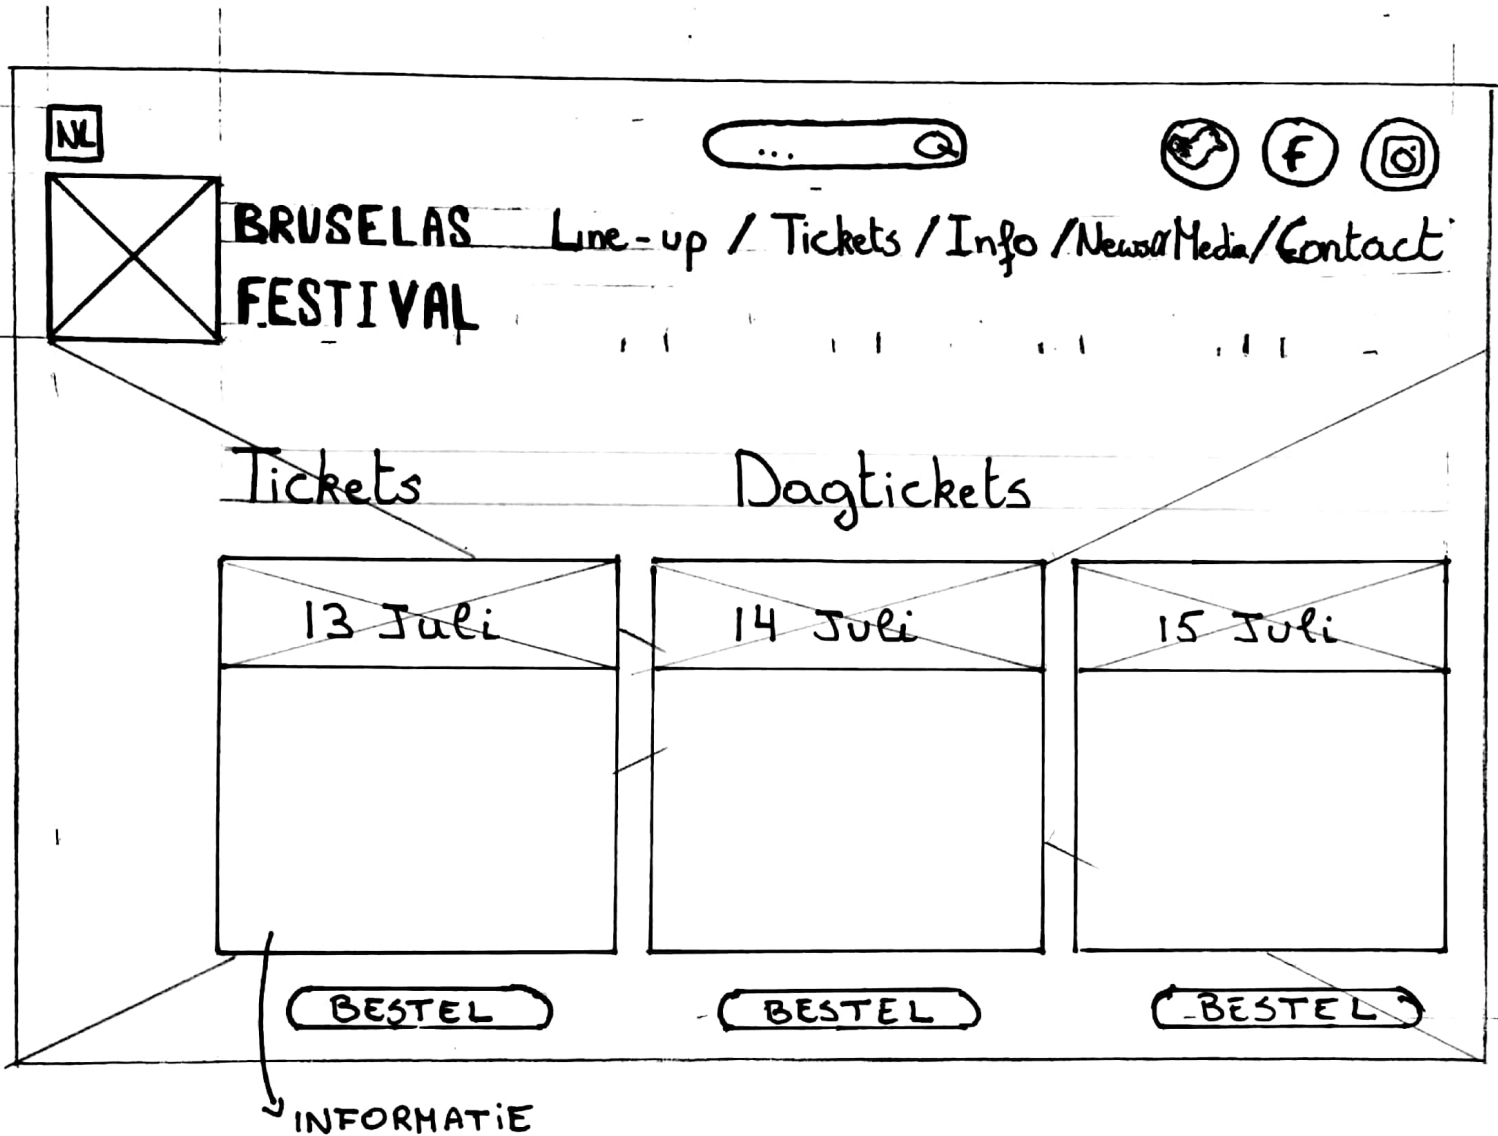 NL
...
f
BRUSELAS
FESTIVAL
Line-up / Tickets / Info / News & Media / Contact
Tickets
Dagtickets
13 Juli
14 Juli
15 Juli
BESTEL
BESTEL
BESTEL
INFORMATiE